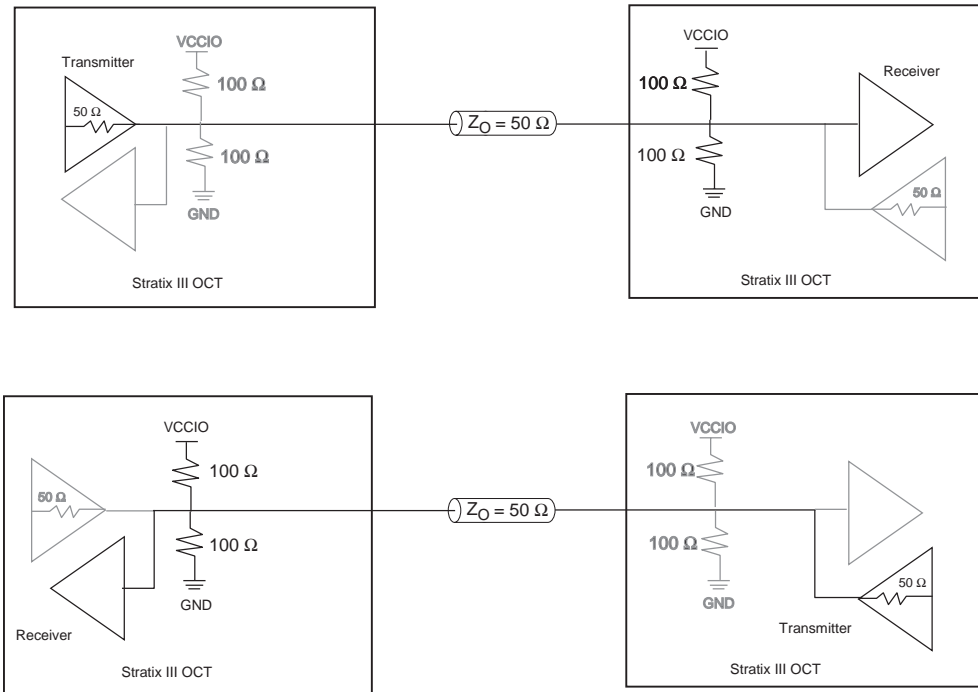 VCCIO
Transmitter
100 Ω
50 Ω
100 Ω
GND
Stratix III OCT
Z_O = 50 Ω
VCCIO
Receiver
100 Ω
100 Ω
50 Ω
GND
Stratix III OCT
VCCIO
100 Ω
50 Ω
100 Ω
GND
Receiver
Stratix III OCT
Z_O = 50 Ω
VCCIO
100 Ω
100 Ω
50 Ω
GND
Transmitter
Stratix III OCT